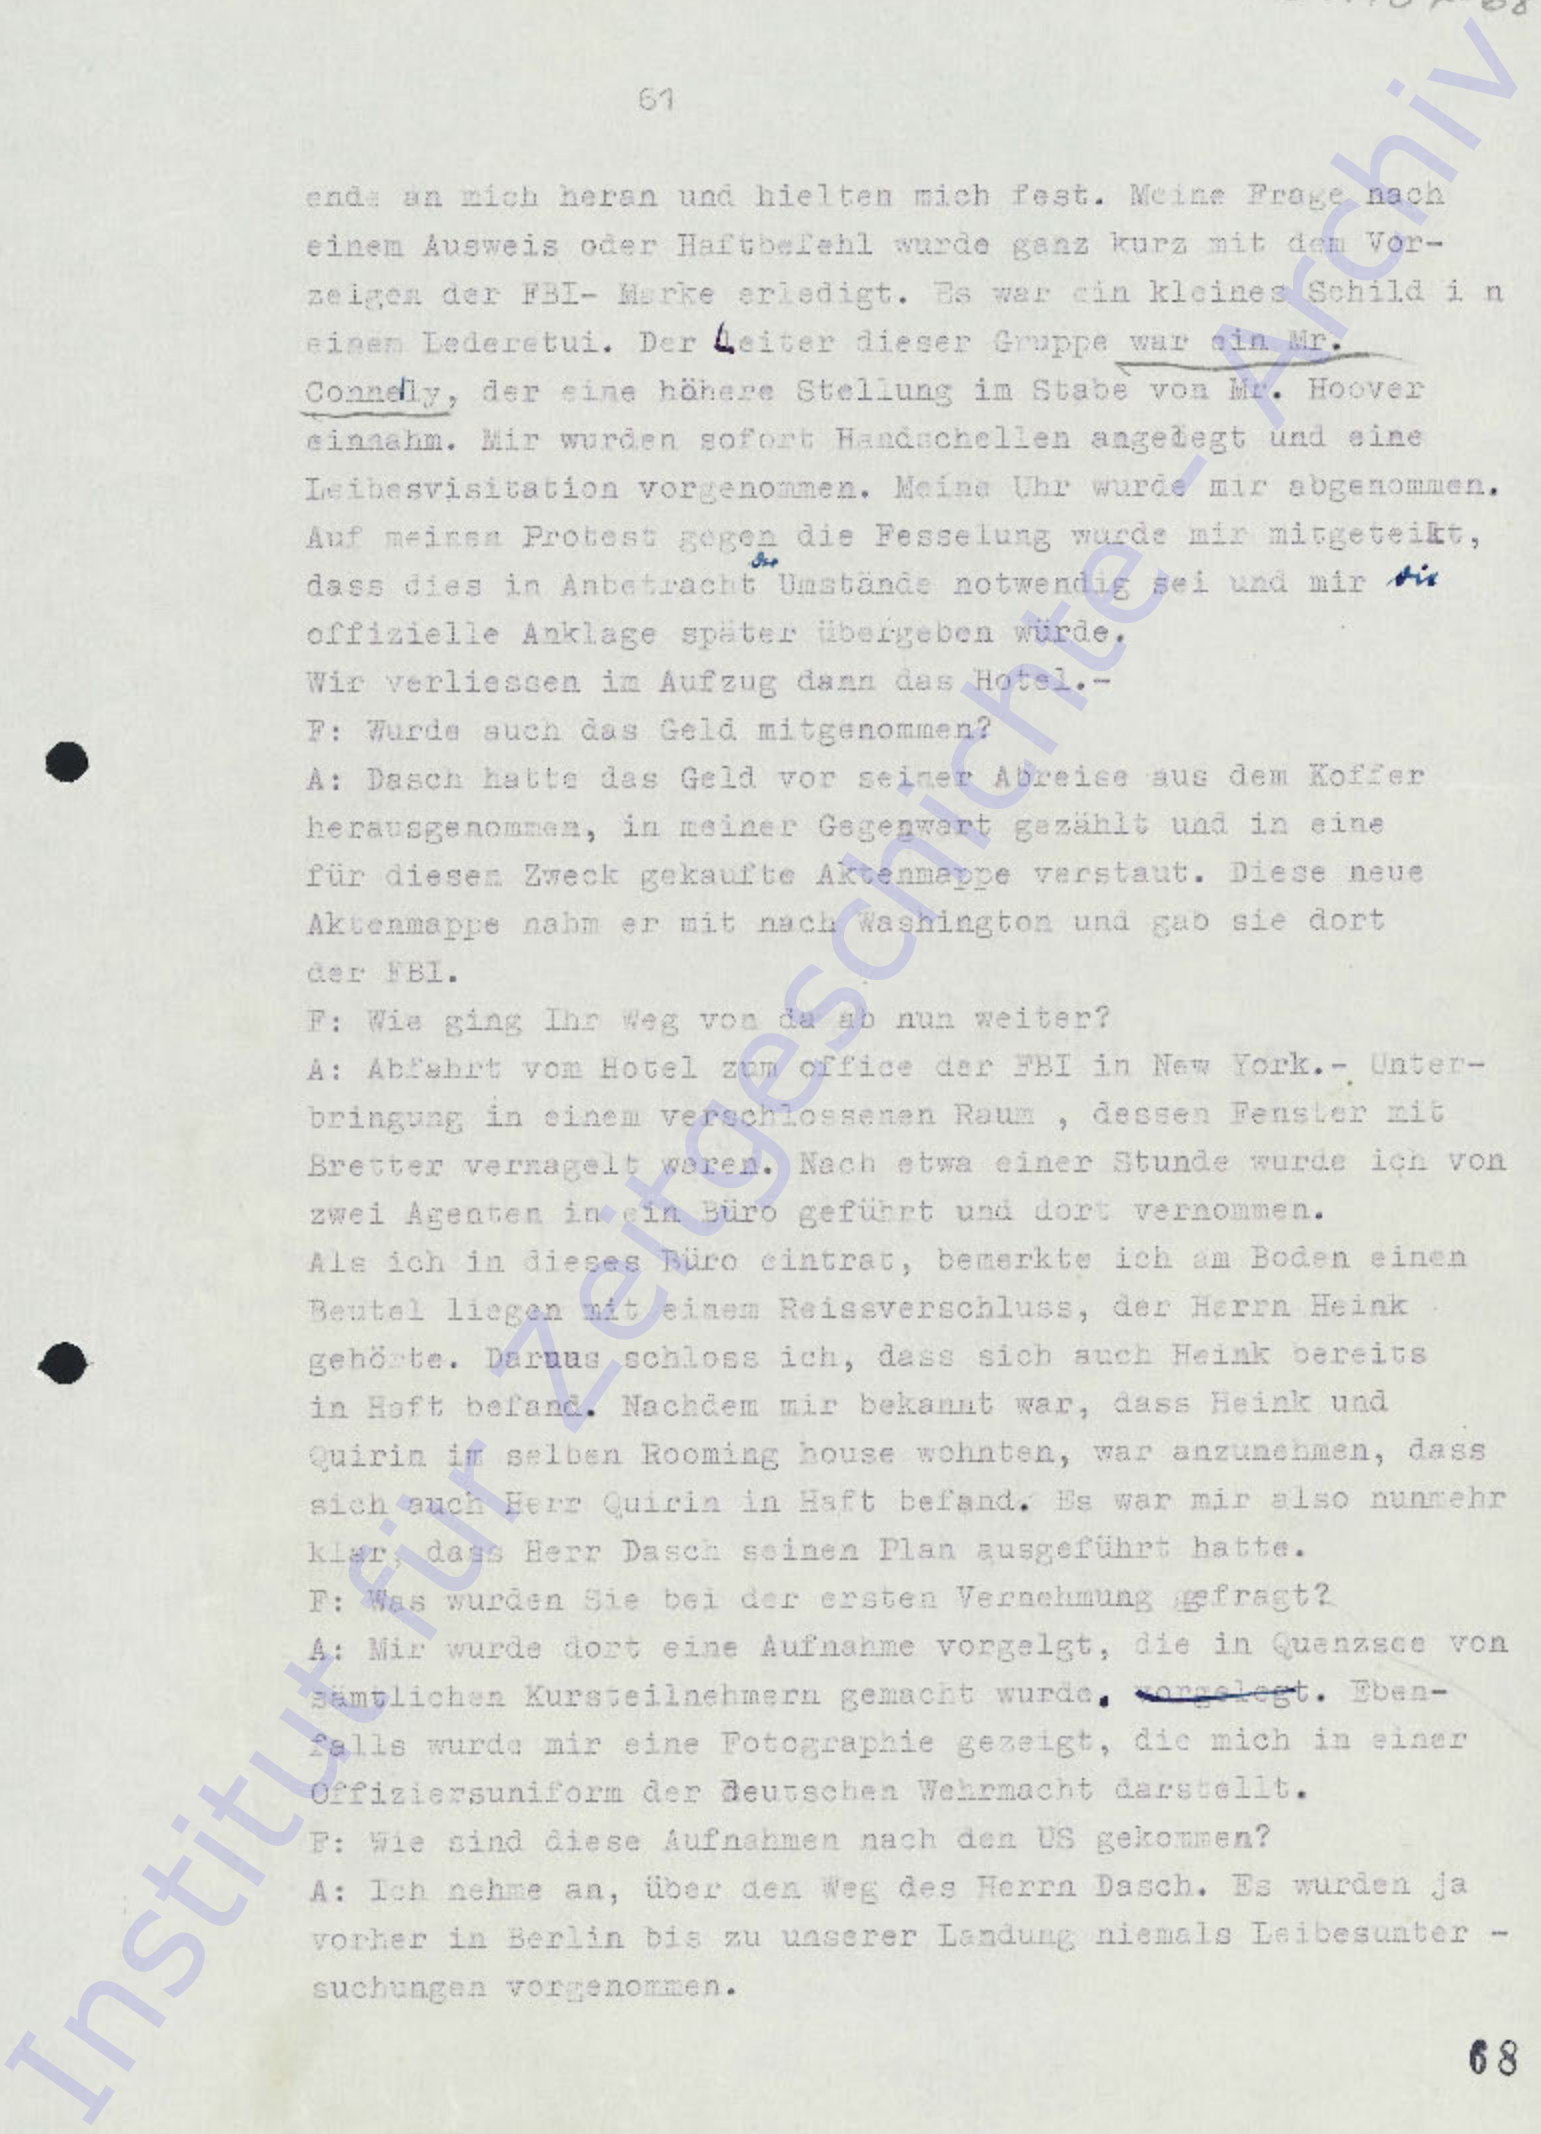 61
ende an mich heran und hielten mich fest. Meine Frage nach
einem Ausweis oder Haftbefehl wurde ganz kurz mit dem Vor-
zeigen der FBI- Marke erledigt. Es war ein kleines Schild i n
einem Lederetui. Der Leiter dieser Gruppe war ein Mr.
Connelly, der eine höhere Stellung im Stabe von Mr. Hoover
einnahm. Mir wurden sofort Handschellen angelegt und eine
Leibesvisitation vorgenommen. Meine Uhr wurde mir abgenommen.
Auf meinen Protest gegen die Fesselung wurde mir mitgeteikt,
dass dies in Anbetracht der Umstände notwendig sei und mir die
offizielle Anklage später übergeben würde.
Wir verliessen im Aufzug dann das Hotel.-
F: Wurde auch das Geld mitgenommen?
A: Dasch hatte das Geld vor seiner Abreise aus dem Koffer
herausgenommen, in meiner Gegenwart gezählt und in eine
für diesen Zweck gekaufte Aktenmappe verstaut. Diese neue
Aktenmappe nahm er mit nach Washington und gab sie dort
der FBI.
F: Wie ging Ihr Weg von da ab nun weiter?
A: Abfahrt vom Hotel zum office der FBI in New York.- Unter-
bringung in einem verschlossenen Raum , dessen Fenster mit
Bretter vernagelt waren. Nach etwa einer Stunde wurde ich von
zwei Agenten in ein Büro geführt und dort vernommen.
Als ich in dieses Büro eintrat, bemerkte ich am Boden einen
Beutel liegen mit einem Reissverschluss, der Herrn Heink
gehörte. Daruus schloss ich, dass sich auch Heink bereits
in Haft befand. Nachdem mir bekannt war, dass Heink und
Quirin im selben Rooming house wohnten, war anzunehmen, dass
sich auch Herr Quirin in Haft befand. Es war mir also nunmehr
klar, dass Herr Dasch seinen Plan ausgeführt hatte.
F: Was wurden Sie bei der ersten Vernehmung gefragt?
A: Mir wurde dort eine Aufnahme vorgelgt, die in Quenzsee von
sämtlichen Kursteilnehmern gemacht wurde. vorgelegt. Eben-
falls wurde mir eine Fotographie gezeigt, die mich in einer
Offiziersuniform der deutschen Wehrmacht darstellt.
F: Wie sind diese Aufnahmen nach den US gekommen?
A: Ich nehme an, über den Weg des Herrn Dasch. Es wurden ja
vorher in Berlin bis zu unserer Landung niemals Leibesunter -
suchungen vorgenommen.
68
Institut für Zeitgeschichte - Archiv